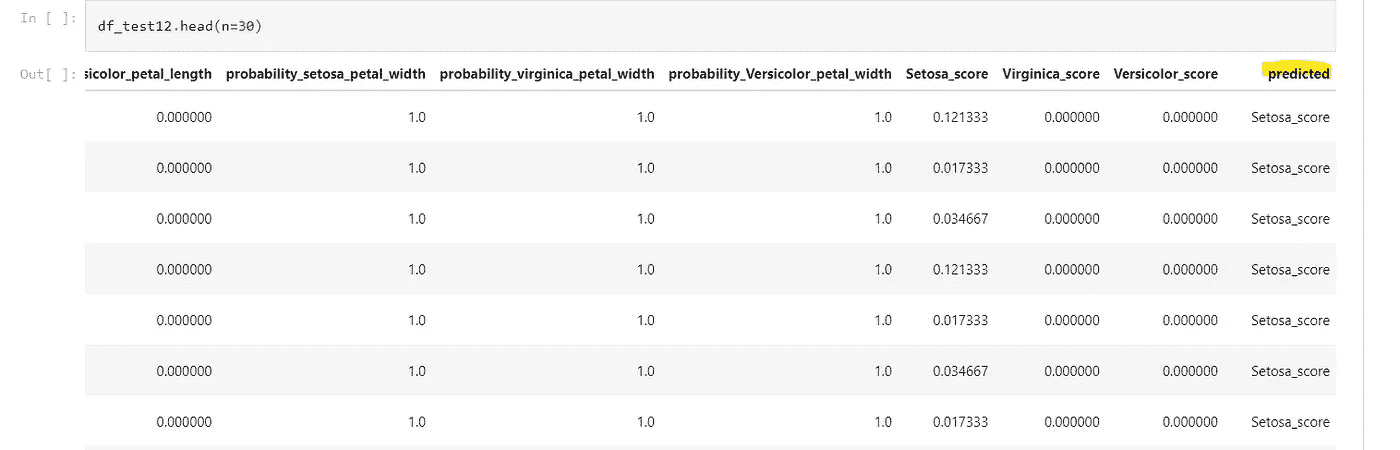 In [ ]:
df_test12.head(n=30)
Out[ ]:
sicolor_petal_length probability_setosa_petal_width probability_virginica_petal_width probability_Versicolor_petal_width Setosa_score Virginica_score Versicolor_score predicted
0.000000 1.0 1.0 1.0 0.121333 0.000000 0.000000 Setosa_score
0.000000 1.0 1.0 1.0 0.017333 0.000000 0.000000 Setosa_score
0.000000 1.0 1.0 1.0 0.034667 0.000000 0.000000 Setosa_score
0.000000 1.0 1.0 1.0 0.121333 0.000000 0.000000 Setosa_score
0.000000 1.0 1.0 1.0 0.017333 0.000000 0.000000 Setosa_score
0.000000 1.0 1.0 1.0 0.034667 0.000000 0.000000 Setosa_score
0.000000 1.0 1.0 1.0 0.017333 0.000000 0.000000 Setosa_score